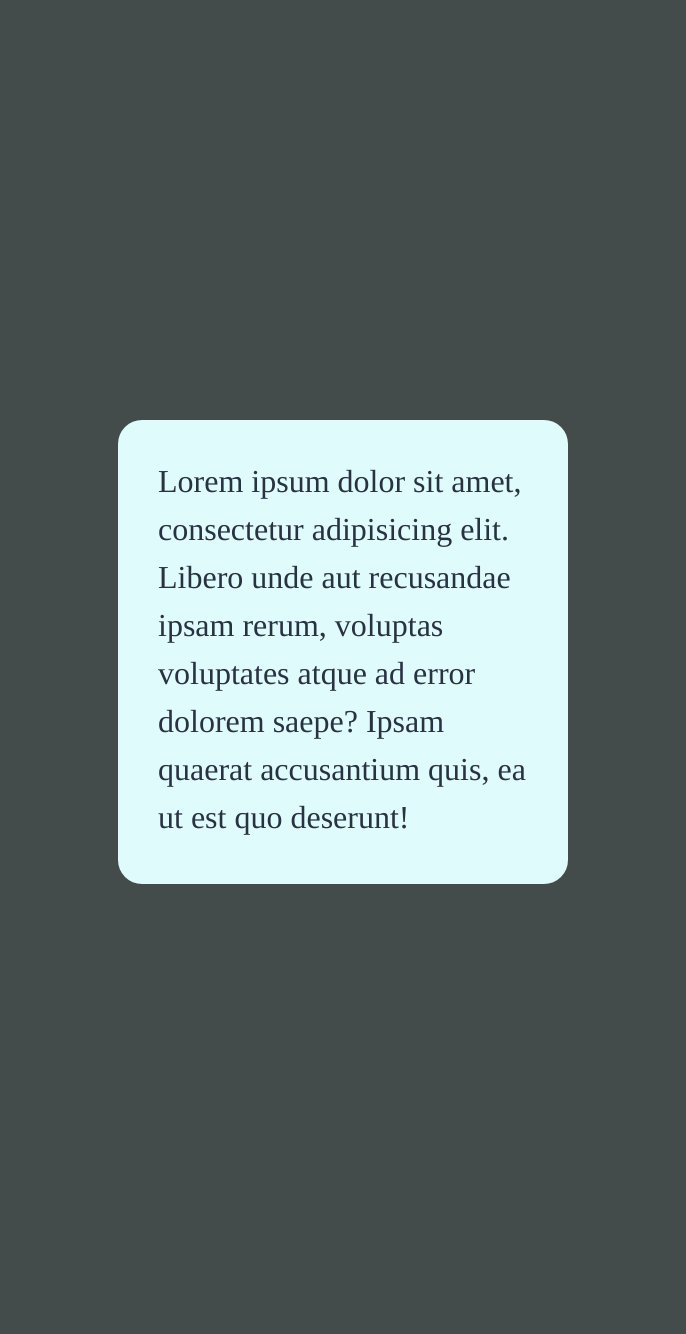 Lorem ipsum dolor sit amet,
consectetur adipisicing elit.
Libero unde aut recusandae
ipsam rerum, voluptas
voluptates atque ad error
dolorem saepe? Ipsam
quaerat accusantium quis, ea
ut est quo deserunt!